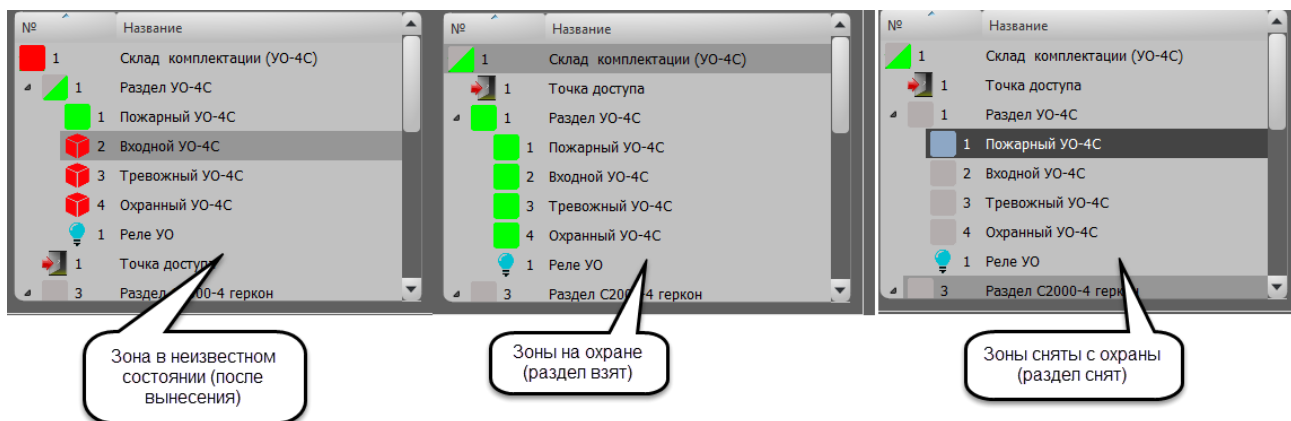 № Название
1 Склад комплектации (УО-4С)
1 Раздел УО-4С
1 Пожарный УО-4С
2 Входной УО-4С
3 Тревожный УО-4С
4 Охранный УО-4С
1 Реле УО
1 Точка доступа
3 Раздел С2000-4 геркон
Зона в неизвестном
состоянии (после
вынесения)
№ Название
1 Склад комплектации (УО-4С)
1 Точка доступа
1 Раздел УО-4С
1 Пожарный УО-4С
2 Входной УО-4С
3 Тревожный УО-4С
4 Охранный УО-4С
1 Реле УО
3 Раздел С2000-4 геркон
Зоны на охране
(раздел взят)
№ Название
1 Склад комплектации (УО-4С)
1 Точка доступа
1 Раздел УО-4С
1 Пожарный УО-4С
2 Входной УО-4С
3 Тревожный УО-4С
4 Охранный УО-4С
1 Реле УО
3 Раздел С2000-4 геркон
Зоны сняты с охраны
(раздел снят)